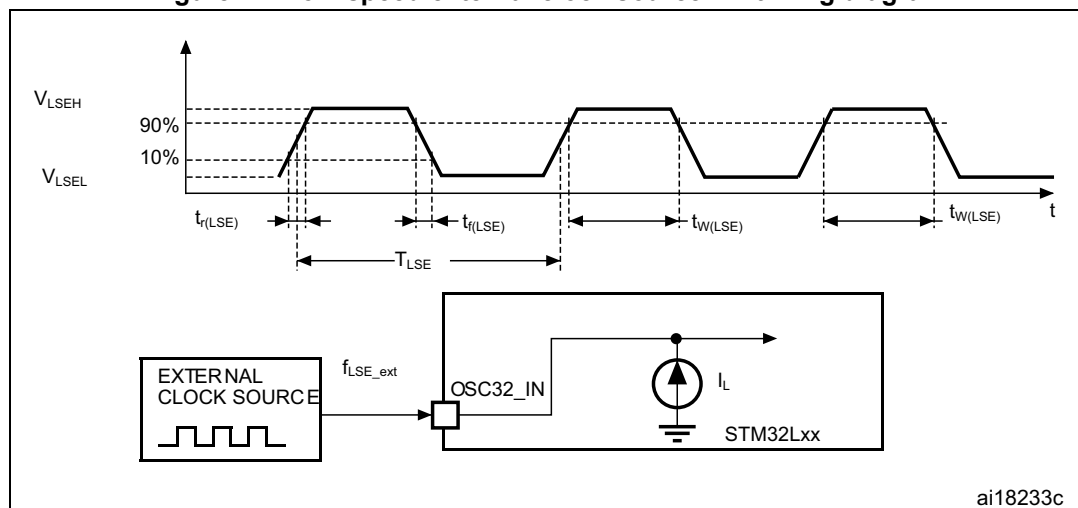 V_LSEH
90%
10%
V_LSEL
t_r(LSE)
t_f(LSE)
t_W(LSE)
t_W(LSE)
t
T_LSE
EXTERNAL
CLOCK SOURCE
f_LSE_ext
OSC32_IN
I_L
STM32Lxx
ai18233c